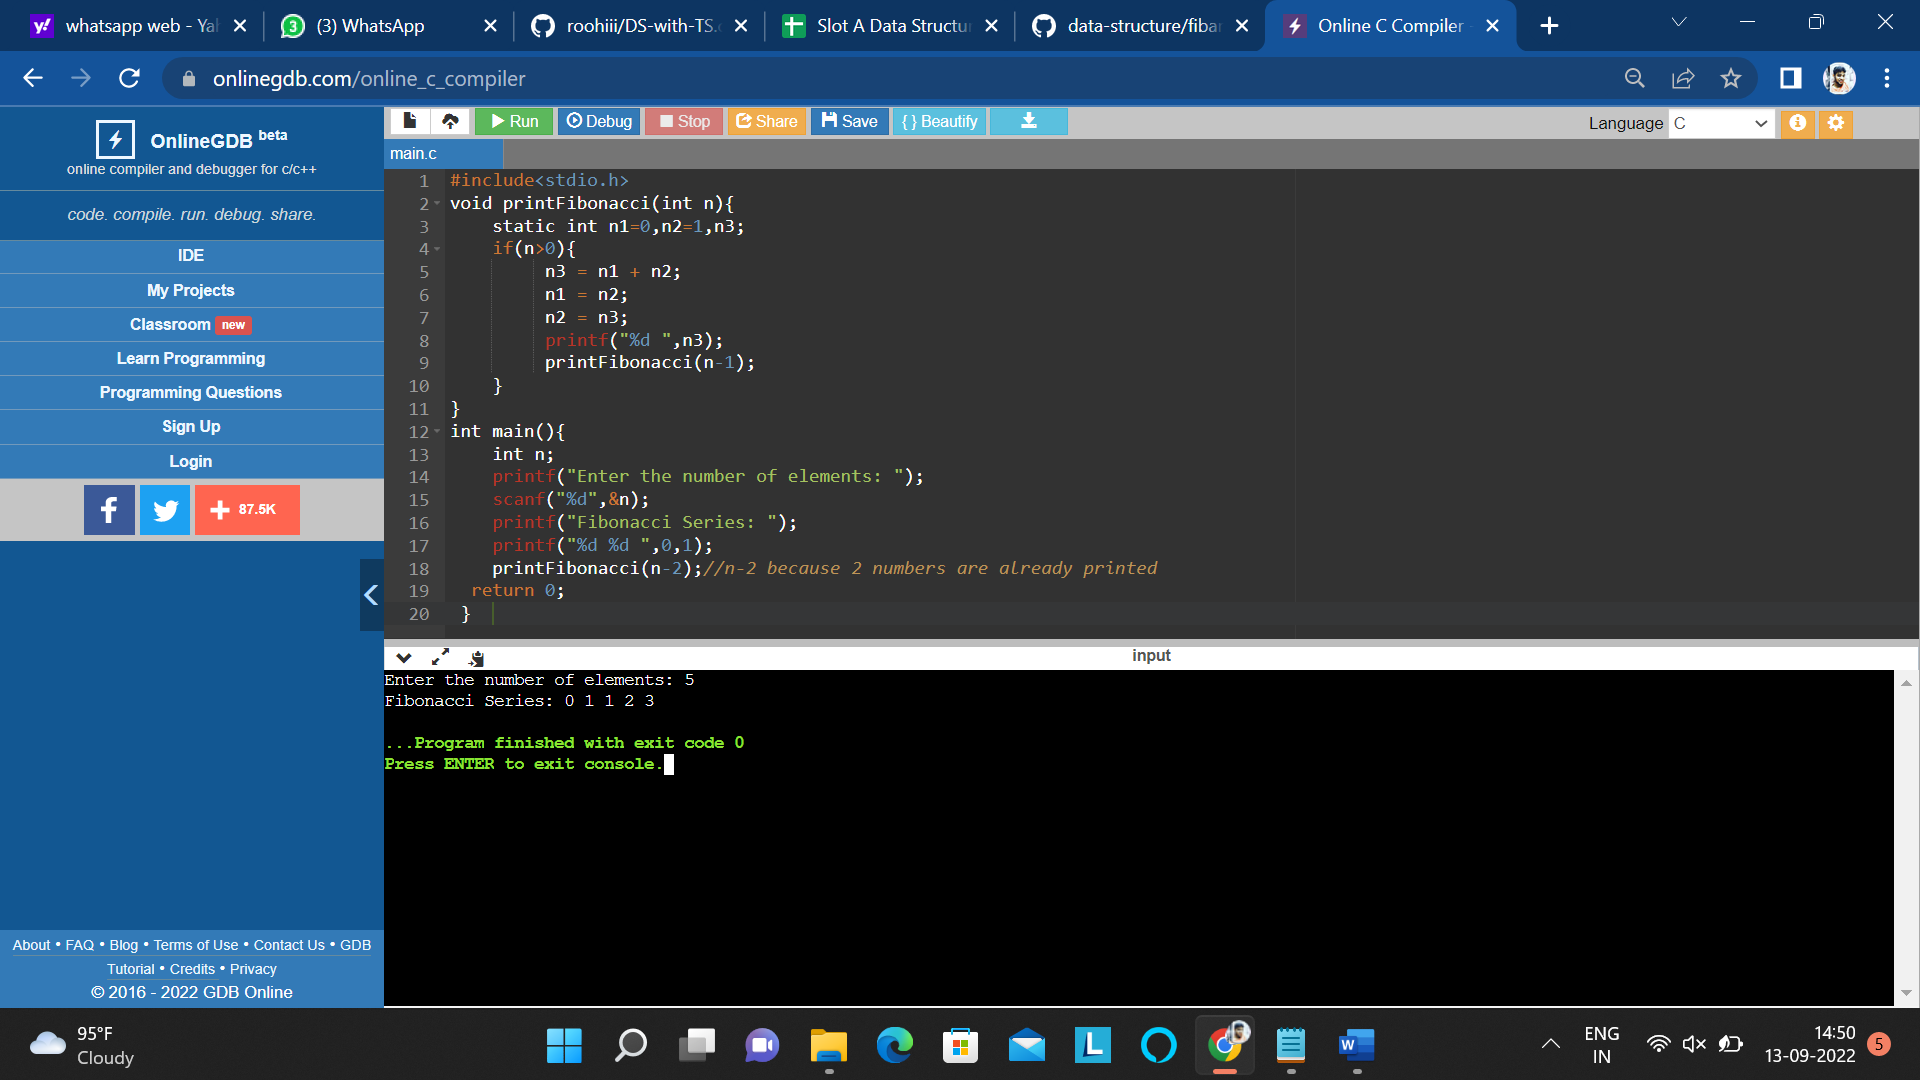 whatsapp web - Ya
(3) WhatsApp
roohiii/DS-with-TS.
Slot A Data Structu
data-structure/fibar
Online C Compiler
onlinegdb.com/online_c_compiler
OnlineGDB beta
online compiler and debugger for c/c++
code. compile. run. debug. share.
IDE
My Projects
Classroom new
Learn Programming
Programming Questions
Sign Up
Login
f
+ 87.5K
About • FAQ • Blog • Terms of Use • Contact Us • GDB
Tutorial • Credits • Privacy
© 2016 - 2022 GDB Online
Run Debug Stop Share Save { } Beautify
Language C
main.c
1 #include<stdio.h>
2 void printFibonacci(int n){
3 static int n1=0,n2=1,n3;
4 if(n>0){
5 n3 = n1 + n2;
6 n1 = n2;
7 n2 = n3;
8 printf("%d ",n3);
9 printFibonacci(n-1);
10 }
11 }
12 int main(){
13 int n;
14 printf("Enter the number of elements: ");
15 scanf("%d",&n);
16 printf("Fibonacci Series: ");
17 printf("%d %d ",0,1);
18 printFibonacci(n-2);//n-2 because 2 numbers are already printed
19 return 0;
20 }
input
Enter the number of elements: 5
Fibonacci Series: 0 1 1 2 3
...Program finished with exit code 0
Press ENTER to exit console.
95°F
Cloudy
ENG
IN
14:50
13-09-2022
5